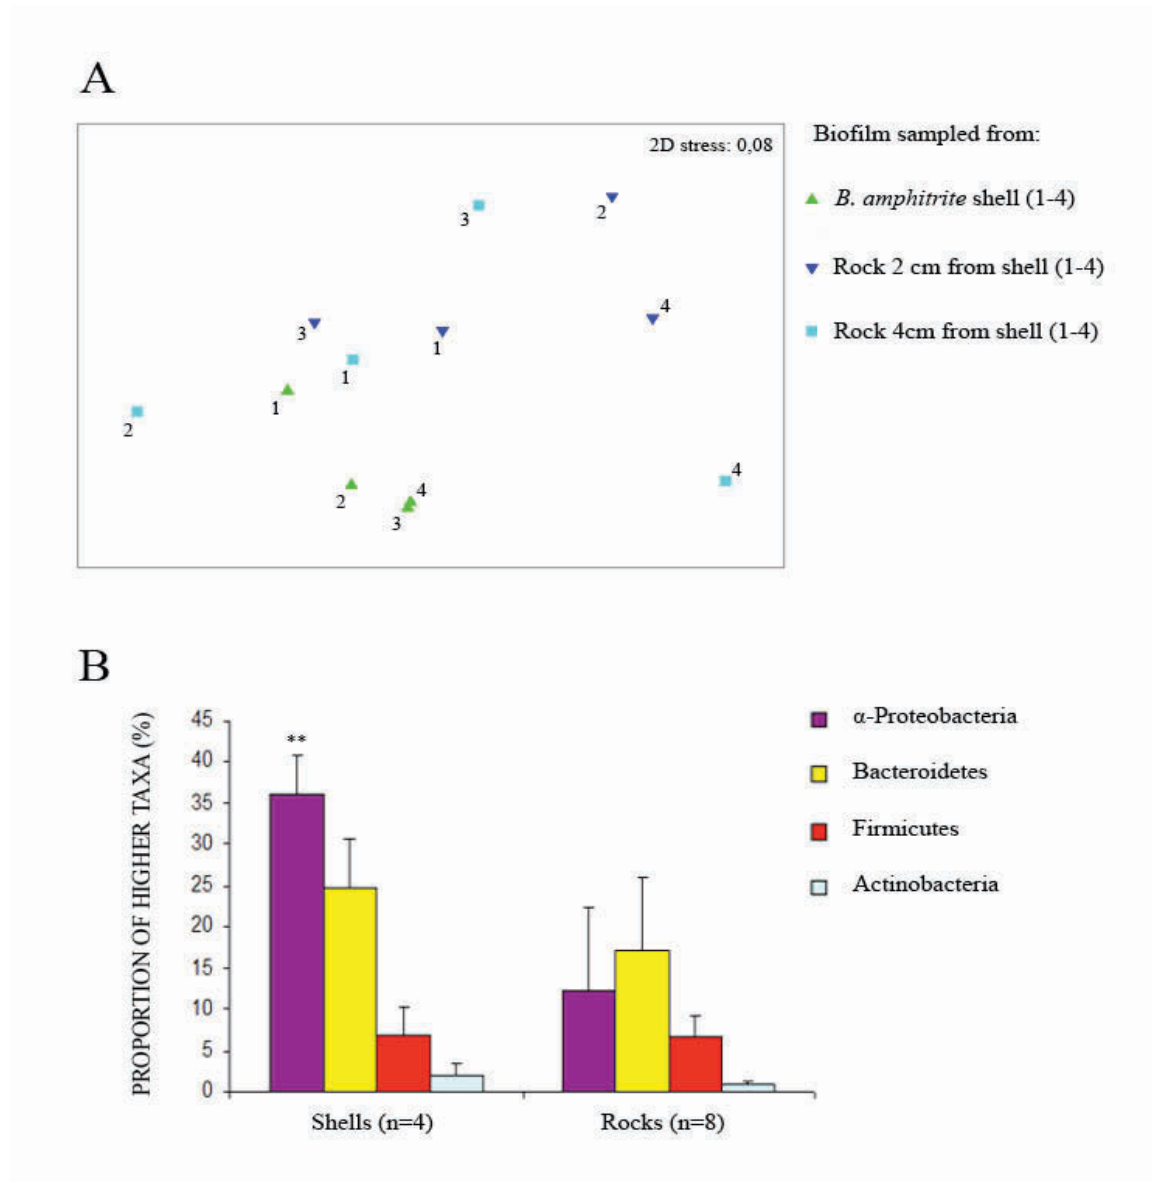 A
2D stress: 0,08
Biofilm sampled from:
B. amphitrite shell (1-4)
Rock 2 cm from shell (1-4)
Rock 4cm from shell (1-4)
3
2
3
1
4
1
1
2
2
4
3
4
B
PROPORTION OF HIGHER TAXA (%)
45
40
35
30
25
20
15
10
5
0
**
Shells (n=4)
Rocks (n=8)
α-Proteobacteria
Bacteroidetes
Firmicutes
Actinobacteria